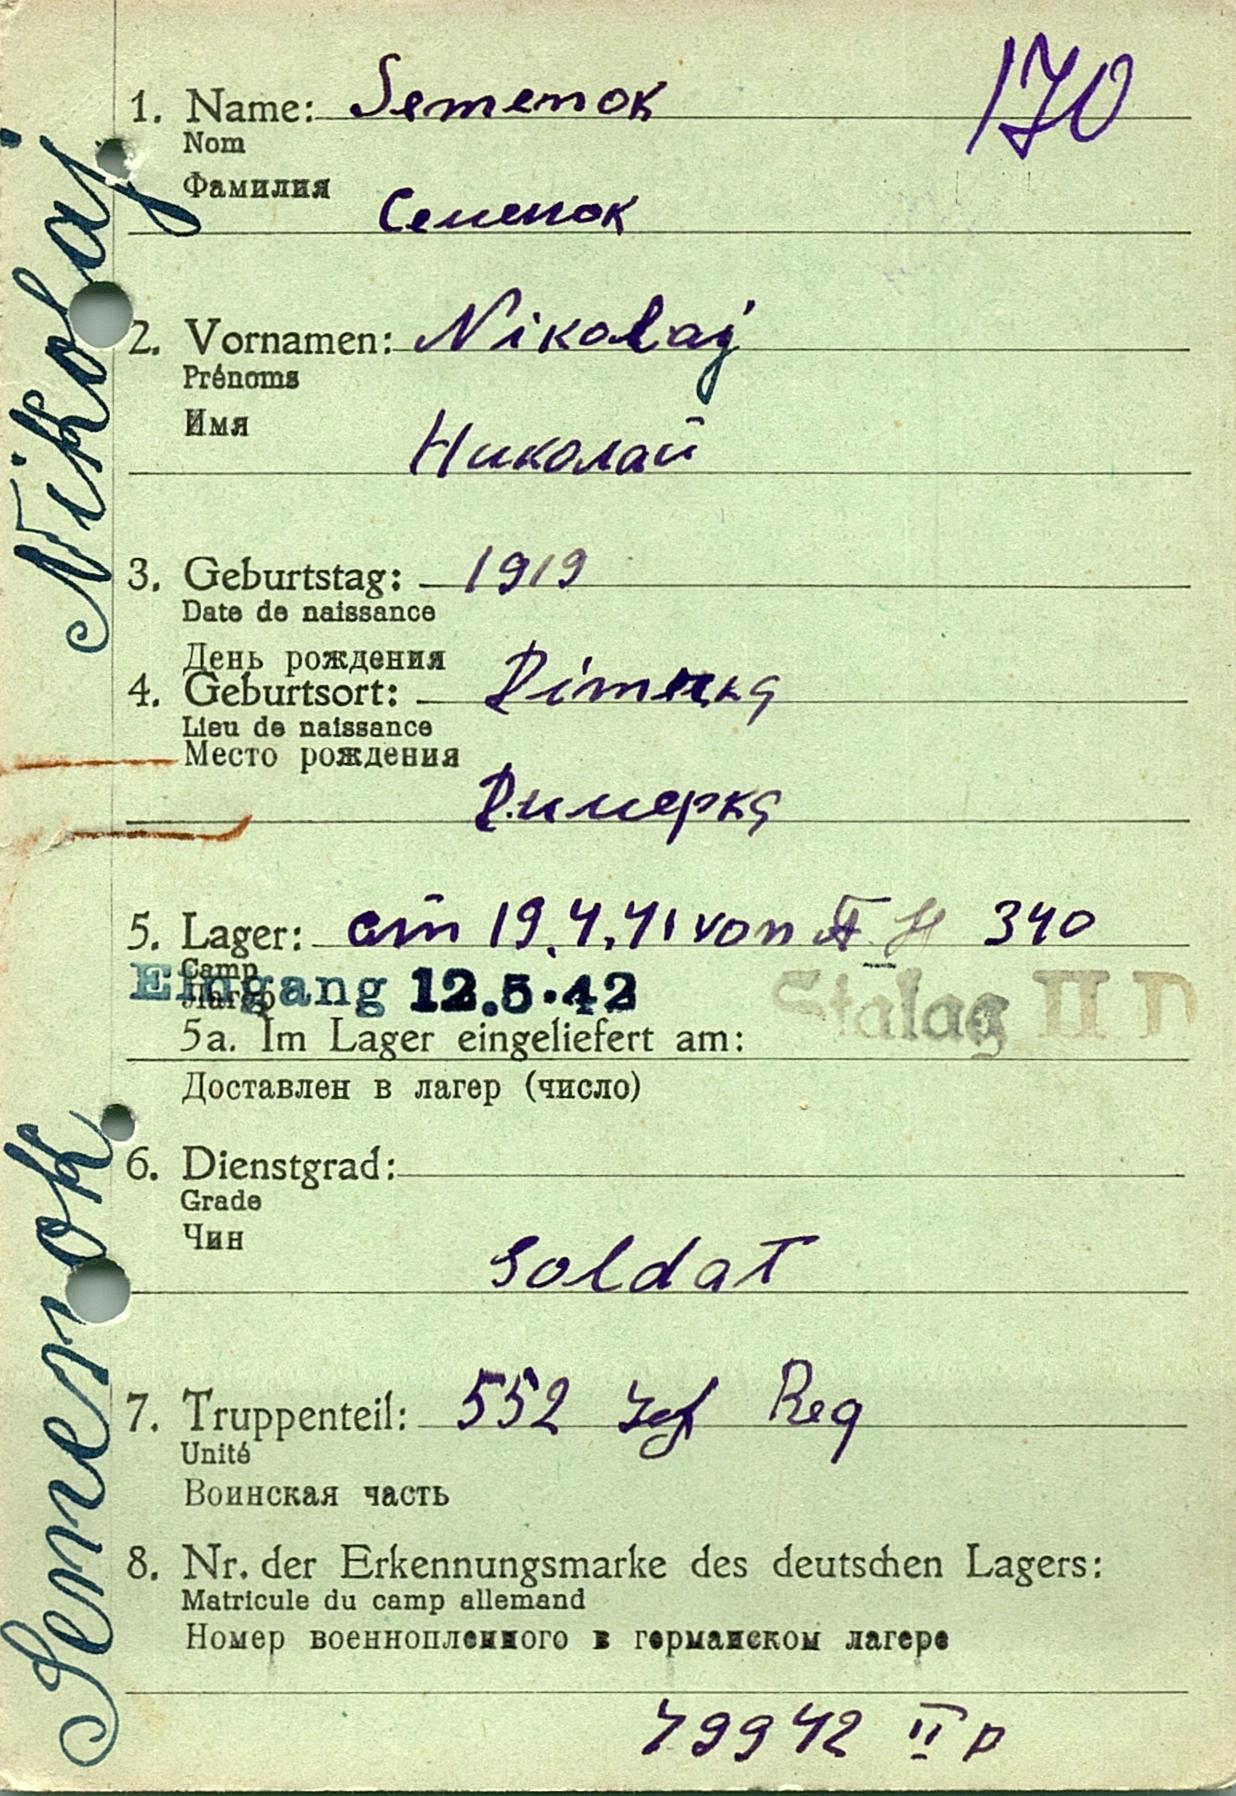 170
1. Name: Semenok
Nom
Фамилия
Семенок
2. Vornamen: Nikolaj
Prénoms
Имя
Николай
3. Geburtstag: 1919
Date de naissance
День рождения
4. Geburtsort:
Lieu de naissance
Место рождения
Димерка
5. Lager: am 19.4.41 von 340
Camp
Лагерь
Eingang 12.5.42 Stalag II D
5a. Im Lager eingeliefert am:
Доставлен в лагер (число)
6. Dienstgrad:
Grade
Чин
Soldat
7. Truppenteil: 552 Reg
Unité
Воинская часть
8. Nr. der Erkennungsmarke des deutschen Lagers:
Matricule du camp allemand
Номер военнопленного в германском лагере
49942 II D
Semenok Nikolaj